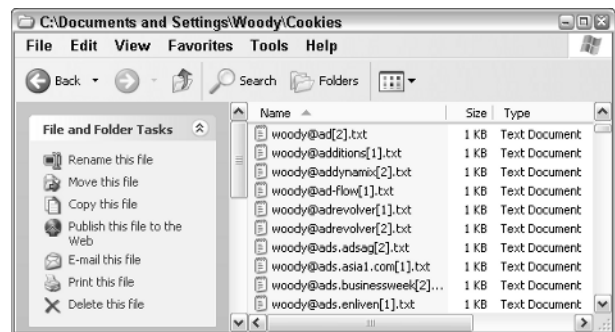 C:\Documents and Settings\Woody\Cookies
File Edit View Favorites Tools Help
Back Search Folders
File and Folder Tasks
Rename this file
Move this file
Copy this file
Publish this file to the
Web
E-mail this file
Print this file
Delete this file
Name Size Type
woody@ad[2].txt 1 KB Text Document
woody@additions[1].txt 1 KB Text Document
woody@addynamix[2].txt 1 KB Text Document
woody@ad-flow[1].txt 1 KB Text Document
woody@adrevolver[1].txt 1 KB Text Document
woody@adrevolver[2].txt 1 KB Text Document
woody@ads.adsag[2].txt 1 KB Text Document
woody@ads.asia1.com[1].txt 1 KB Text Document
woody@ads.businessweek[2]... 1 KB Text Document
woody@ads.enliven[1].txt 1 KB Text Document